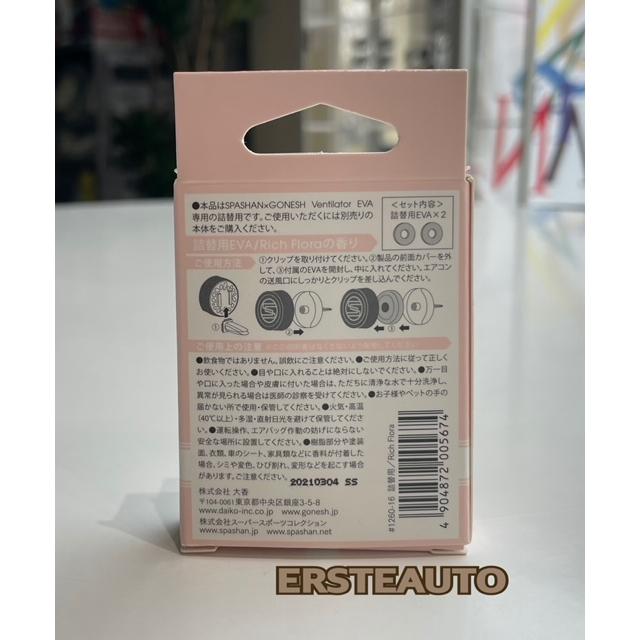 ●本品はSPASHAN×GONESH Ventilator EVA
専用の詰替用です。ご使用いただくには別売りの
本体をご購入ください。
＜セット内容＞
詰替用EVA×2
詰替用EVA/Rich Floraの香り
ご使用方法
①クリップを取り付けてください。②製品の前面カバーを外
して、③付属のEVAを開封し、中に入れてください。エアコン
の送風口にしっかりとクリップを差し込んでください。
①
②
③
ご使用上の注意
●飲食物ではありません。誤飲にご注意ください。●ご使用方法に従って正しく
お使いください。●目や口に入れることは絶対にしないでください。●万一目
や口に入った場合や皮膚に付いた場合は、ただちに清浄な水で十分洗浄し、
異常が見られる場合は医師の診察を受けてください。●お子様やペットの手の
届かない所で使用・保管してください。●火気・高温
(40℃以上)・多湿・直射日光を避けて保管してください。
●運転操作、エアバッグ作動の妨げにならない
安全な場所に設置してください。●樹脂部分や塗装
面、衣類、車のシート、家具類などに香料が付着した
場合、シミや変色、ひび割れ、変形などを起こす場合
があります。ご注意ください。
20210304 SS
株式会社 大香
〒104-0061東京都中央区銀座3-5-8
www.daiko-inc.co.jp www.gonesh.jp
株式会社スーパースポーツコレクション
www.spashan.jp www.spashan.net
#1260-16 詰替用/Rich Flora
4 904872 005674
ERSTEAUTO